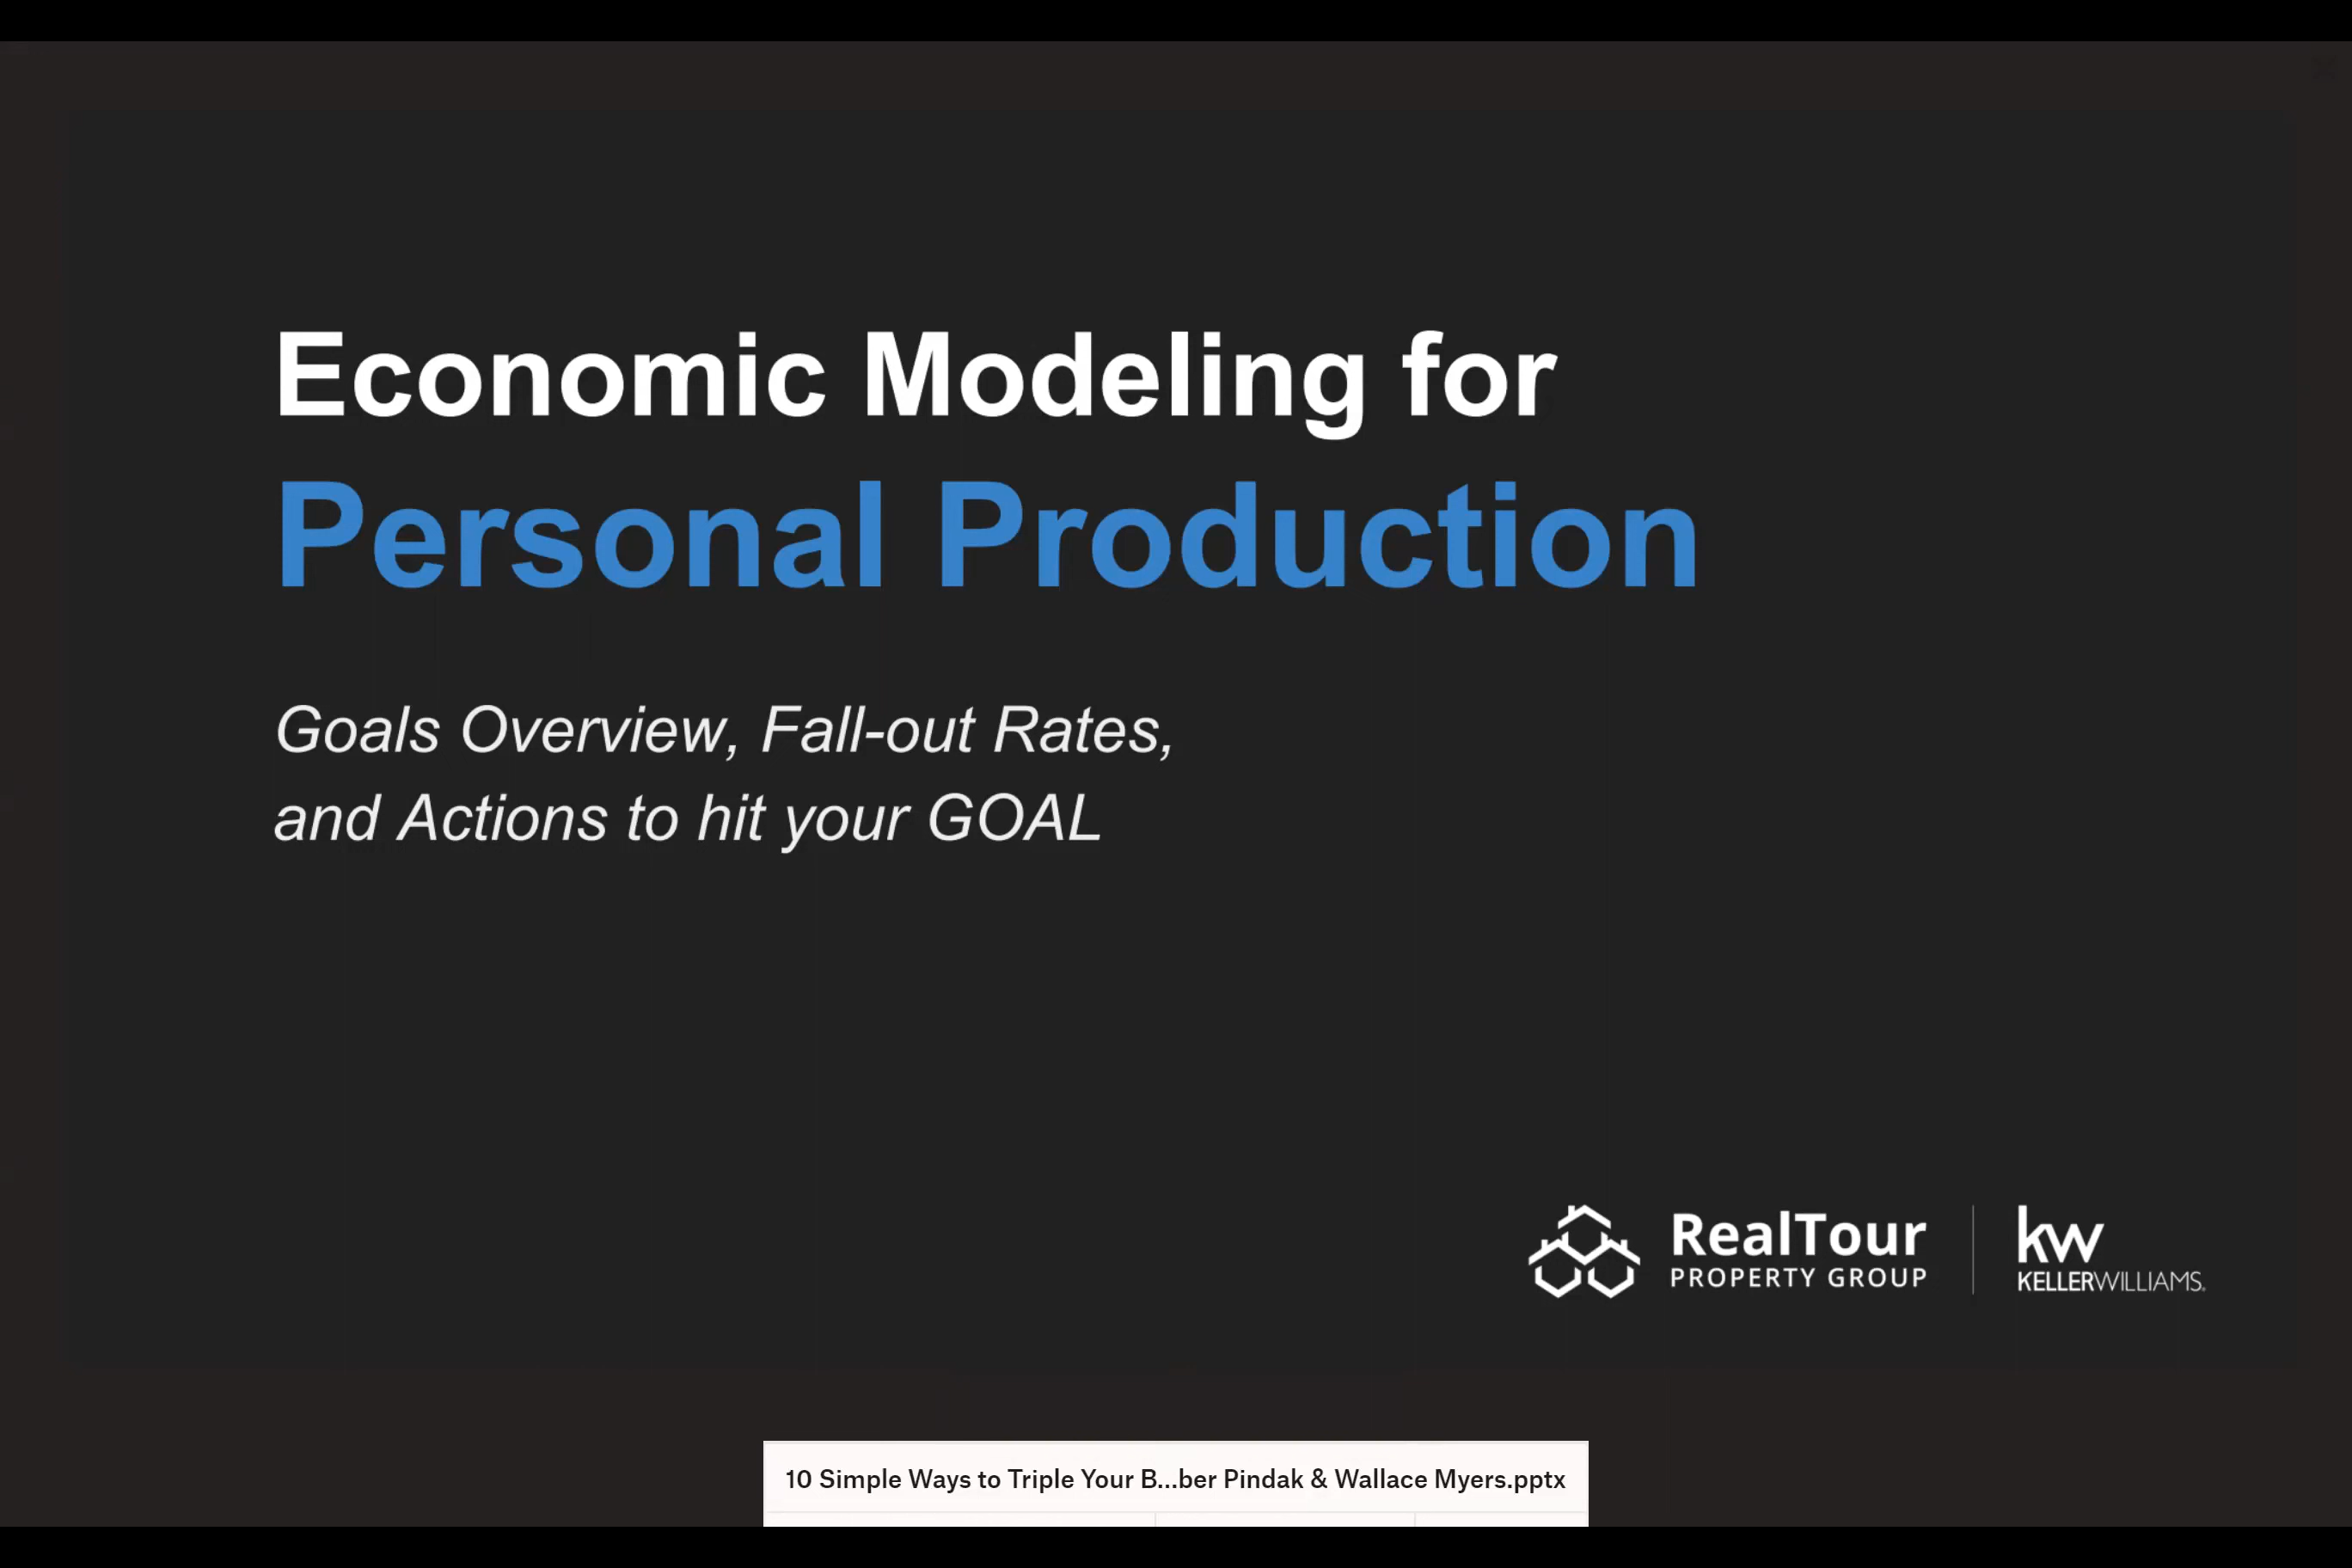 Economic Modeling for
Personal Production
Goals Overview, Fall-out Rates,
and Actions to hit your GOAL
RealTour
PROPERTY GROUP
kw
KELLERWILLIAMS.
10 Simple Ways to Triple Your B...ber Pindak & Wallace Myers.pptx